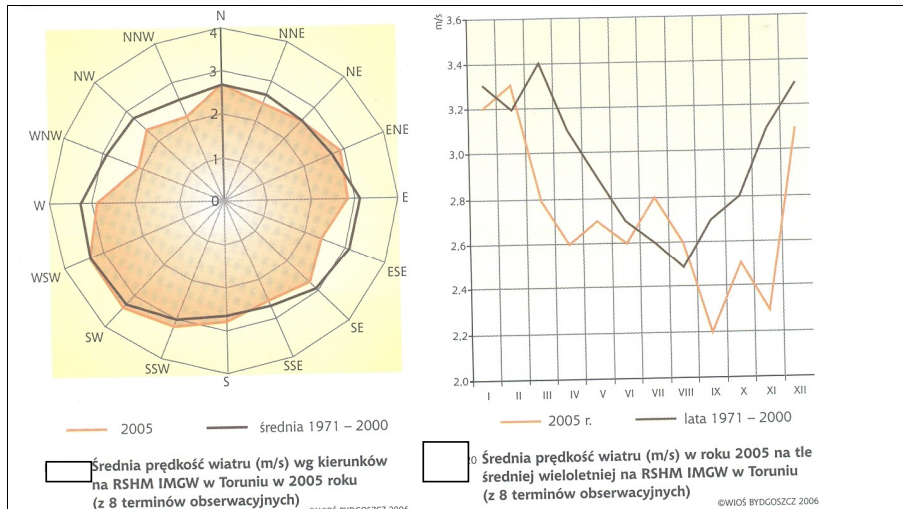 N
NNE
NE
ENE
E
ESE
SE
SSE
S
SSW
SW
WSW
W
WNW
NW
NNW
4
3
2
1
0
2005
średnia 1971 – 2000
Średnia prędkość wiatru (m/s) wg kierunków
na RSHM IMGW w Toruniu w 2005 roku
(z 8 terminów obserwacyjnych)
m/s
3,6
3,4
3,2
3,0
2,8
2,6
2,4
2,2
2,0
I II III IV V VI VII VIII IX X XI XII
2005 r.
lata 1971 – 2000
Średnia prędkość wiatru (m/s) w roku 2005 na tle
średniej wieloletniej na RSHM IMGW w Toruniu
(z 8 terminów obserwacyjnych)
©WIOŚ BYDGOSZCZ 2006